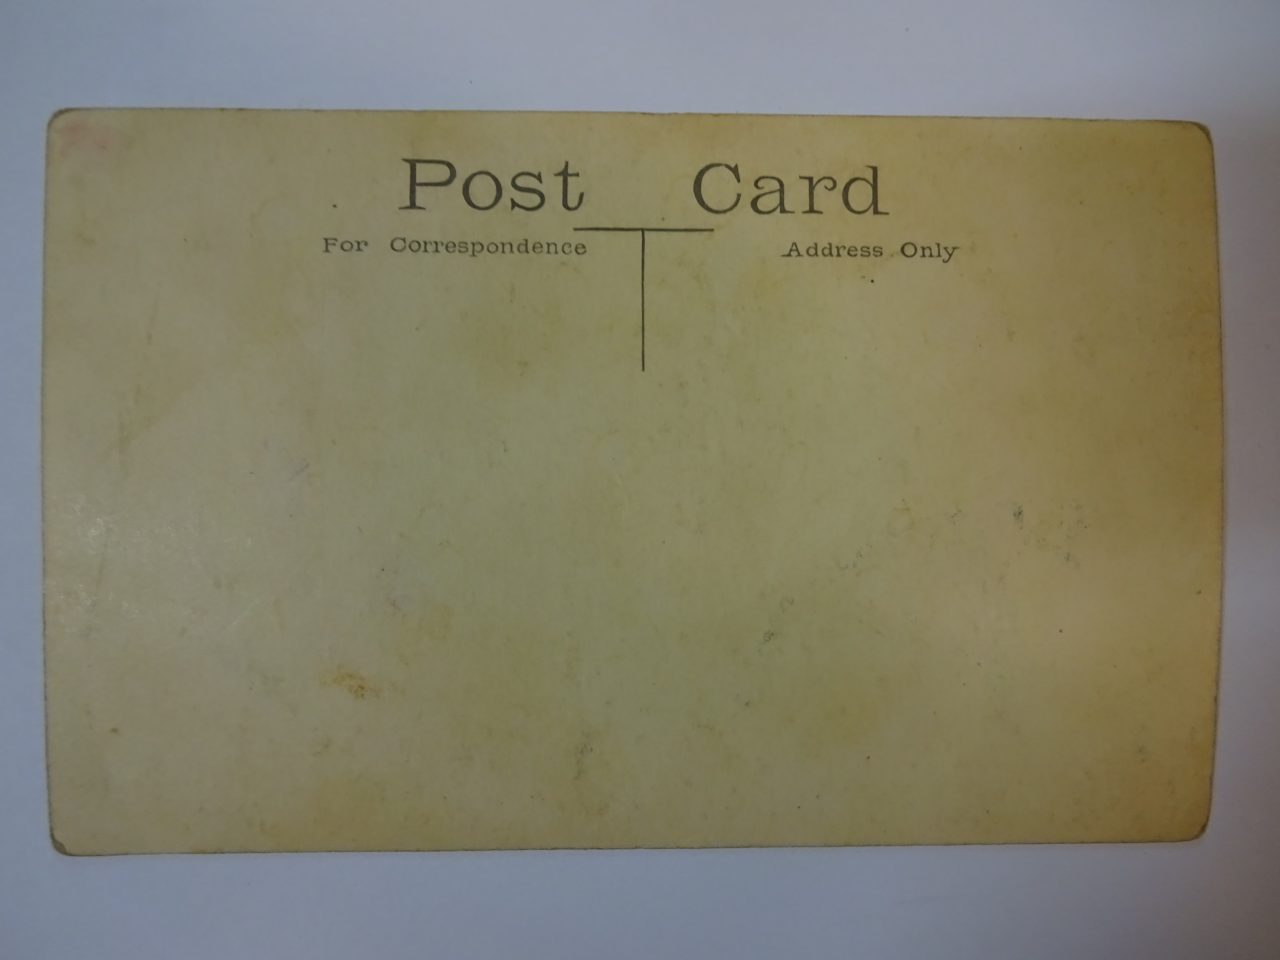 Post Card
For Correspondence Address Only